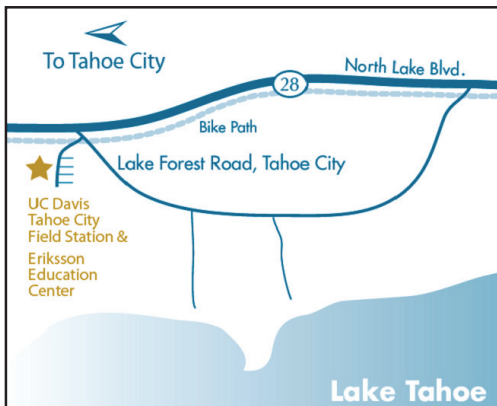 To Tahoe City
North Lake Blvd.
28
Bike Path
Lake Forest Road, Tahoe City
UC Davis
Tahoe City
Field Station &
Eriksson
Education
Center
Lake Tahoe